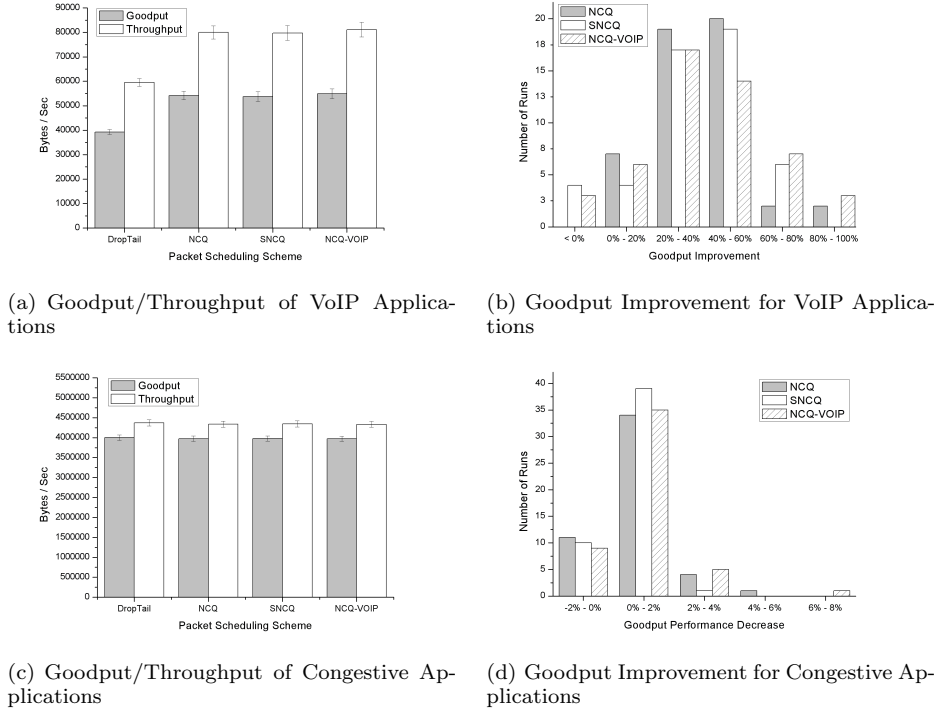 90000
80000
70000
60000
50000
40000
30000
20000
10000
0
Bytes / Sec
Goodput
Throughput
DropTail NCQ SNCQ NCQ-VOIP
Packet Scheduling Scheme
20
18
15
13
10
8
5
3
0
Number of Runs
NCQ
SNCQ
NCQ-VOIP
< 0% 0% - 20% 20% - 40% 40% - 60% 60% - 80% 80% - 100%
Goodput Improvement
(a) Goodput/Throughput of VoIP Applica-
tions
(b) Goodput Improvement for VoIP Applica-
tions
5500000
5000000
4500000
4000000
3500000
3000000
2500000
2000000
1500000
1000000
500000
0
Bytes / Sec
Goodput
Throughput
DropTail NCQ SNCQ NCQ-VOIP
Packet Scheduling Scheme
40
35
30
25
20
15
10
5
0
Number of Runs
NCQ
SNCQ
NCQ-VOIP
-2% - 0% 0% - 2% 2% - 4% 4% - 6% 6% - 8%
Goodput Performance Decrease
(c) Goodput/Throughput of Congestive Ap-
plications
(d) Goodput Improvement for Congestive Ap-
plications